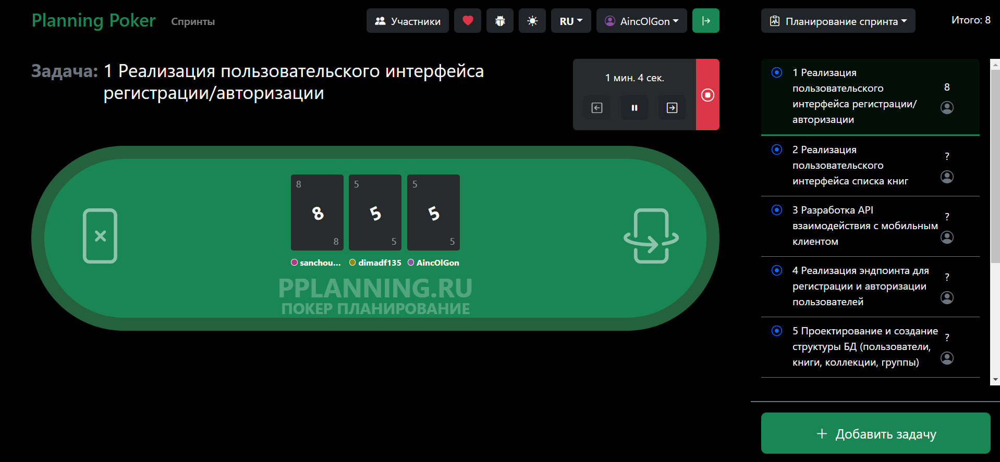 Planning Poker
Спринты
Участники
RU
AincOlGon
Планирование спринта
Итого: 8
Задача: 1 Реализация пользовательского интерфейса
регистрации/авторизации
1 мин. 4 сек.
8
8
8
sanchou...
5
5
5
dimadf135
5
5
5
AincOlGon
PPLANNING.RU
ПОКЕР ПЛАНИРОВАНИЕ
1 Реализация
пользовательского
интерфейса регистрации/
авторизации
8
2 Реализация
пользовательского
интерфейса списка книг
?
3 Разработка API
взаимодействия с мобильным
клиентом
?
4 Реализация эндпоинта для
регистрации и авторизации
пользователей
?
5 Проектирование и создание
структуры БД (пользователи,
книги, коллекции, группы)
?
Добавить задачу